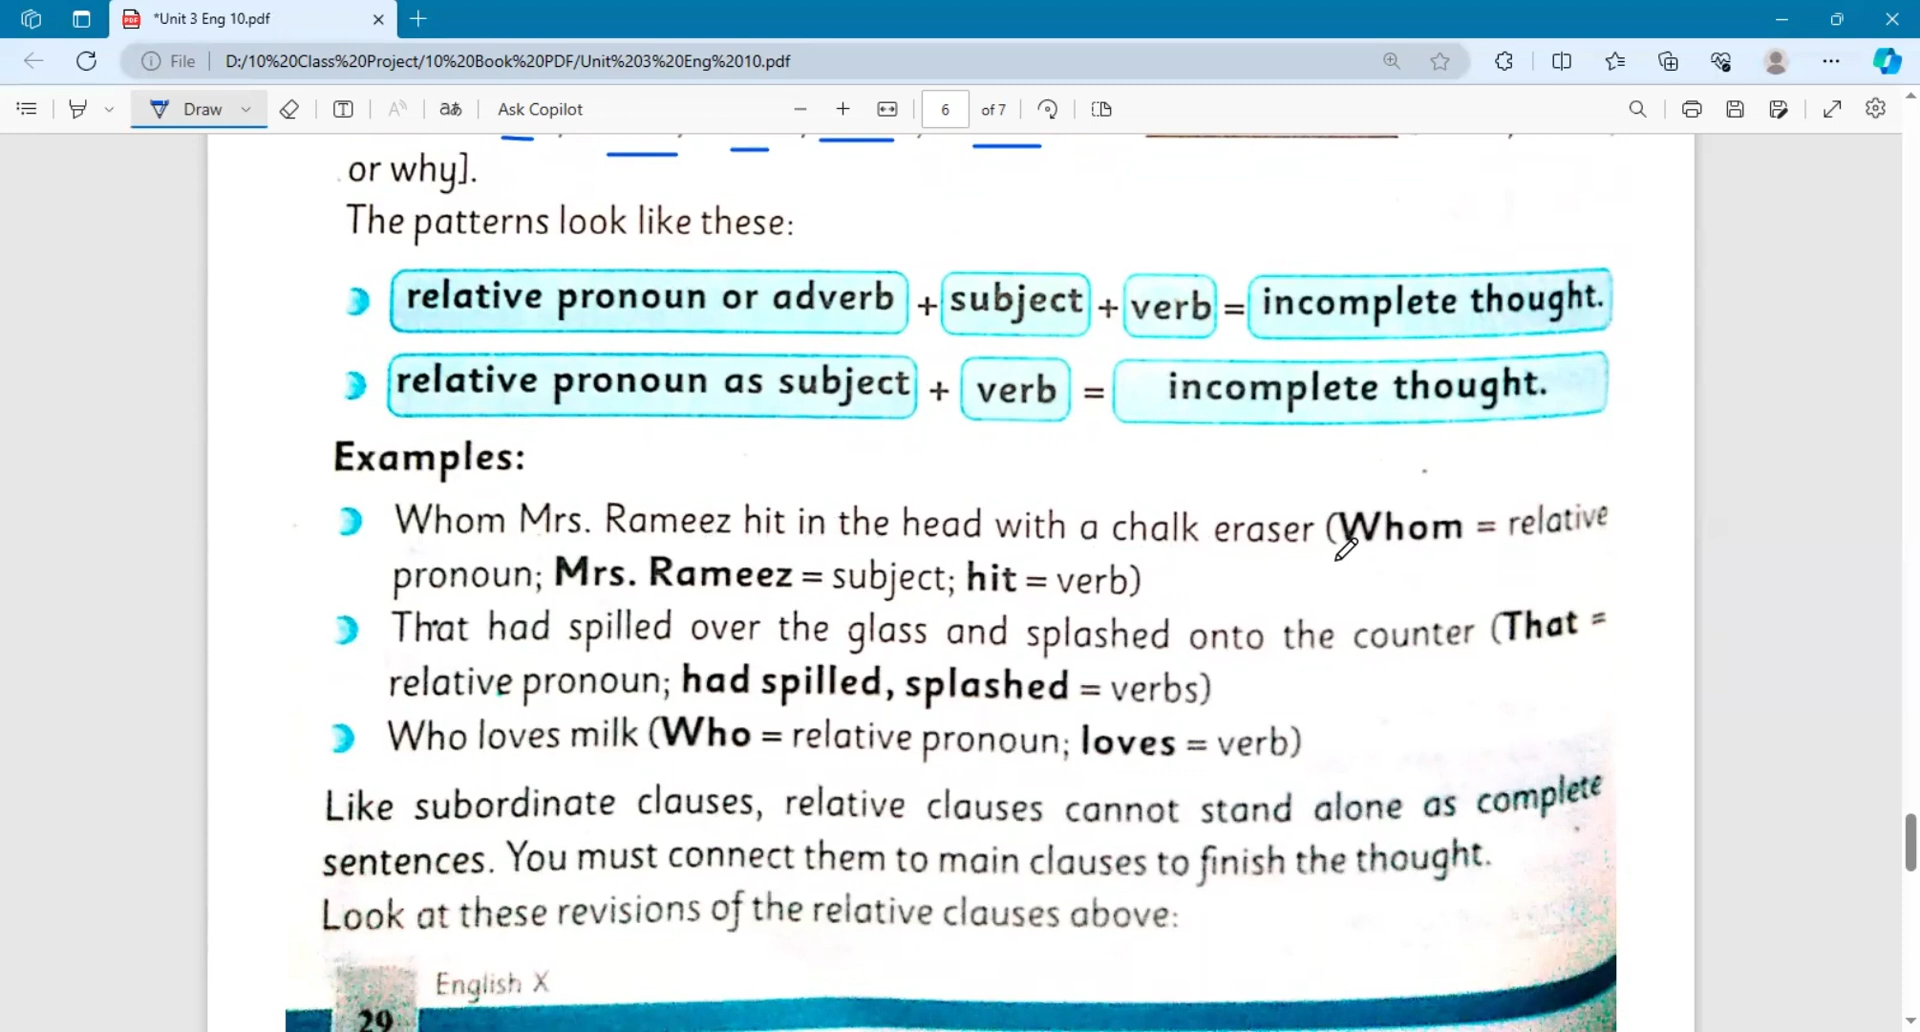 *Unit 3 Eng 10.pdf
File D:/10%20Class%20Project/10%20Book%20PDF/Unit%203%20Eng%2010.pdf
Draw Ask Copilot 6 of 7
or why].
The patterns look like these:
relative pronoun or adverb + subject + verb = incomplete thought.
relative pronoun as subject + verb = incomplete thought.
Examples:
Whom Mrs. Rameez hit in the head with a chalk eraser (Whom = relative
pronoun; Mrs. Rameez = subject; hit = verb)
That had spilled over the glass and splashed onto the counter (That =
relative pronoun; had spilled, splashed = verbs)
Who loves milk (Who = relative pronoun; loves = verb)
Like subordinate clauses, relative clauses cannot stand alone as complete
sentences. You must connect them to main clauses to finish the thought.
Look at these revisions of the relative clauses above:
English X
29